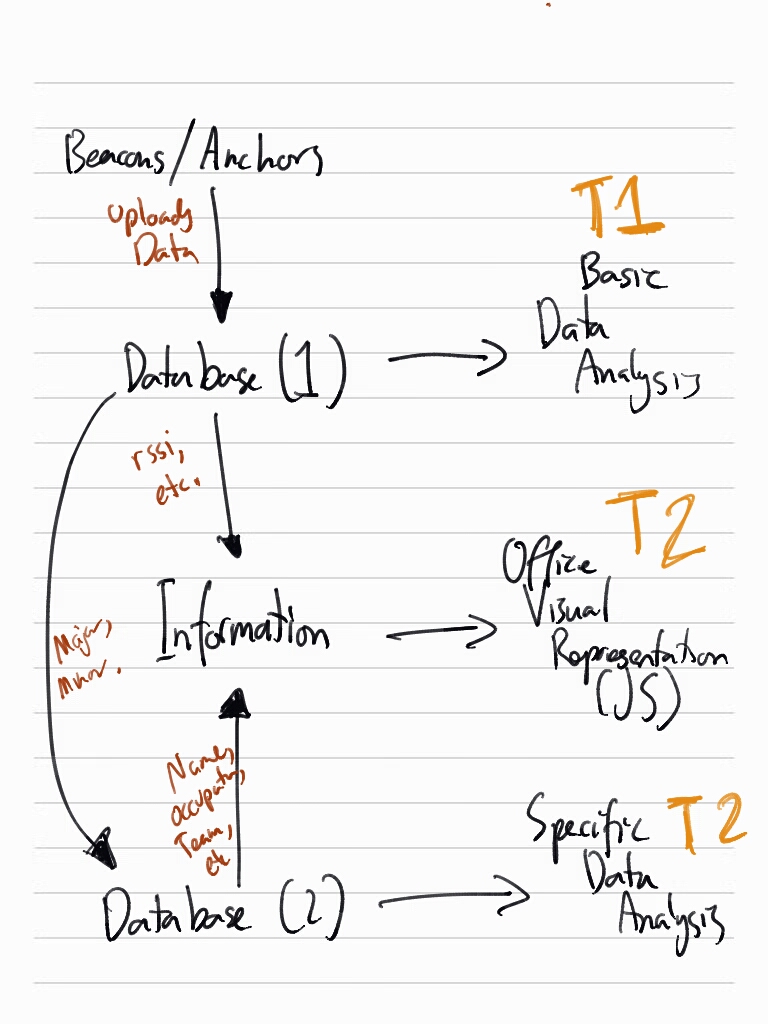 Beacons/Anchors
Uploads
Data
T1
Basic
Data
Analysis
Database (1)
rssi,
etc.
T2
Office
Visual
Representation
(JS)
Information
Major,
Minor.
Name,
occupation,
Team,
etc
Specific T2
Data
Analysis
Database (2)